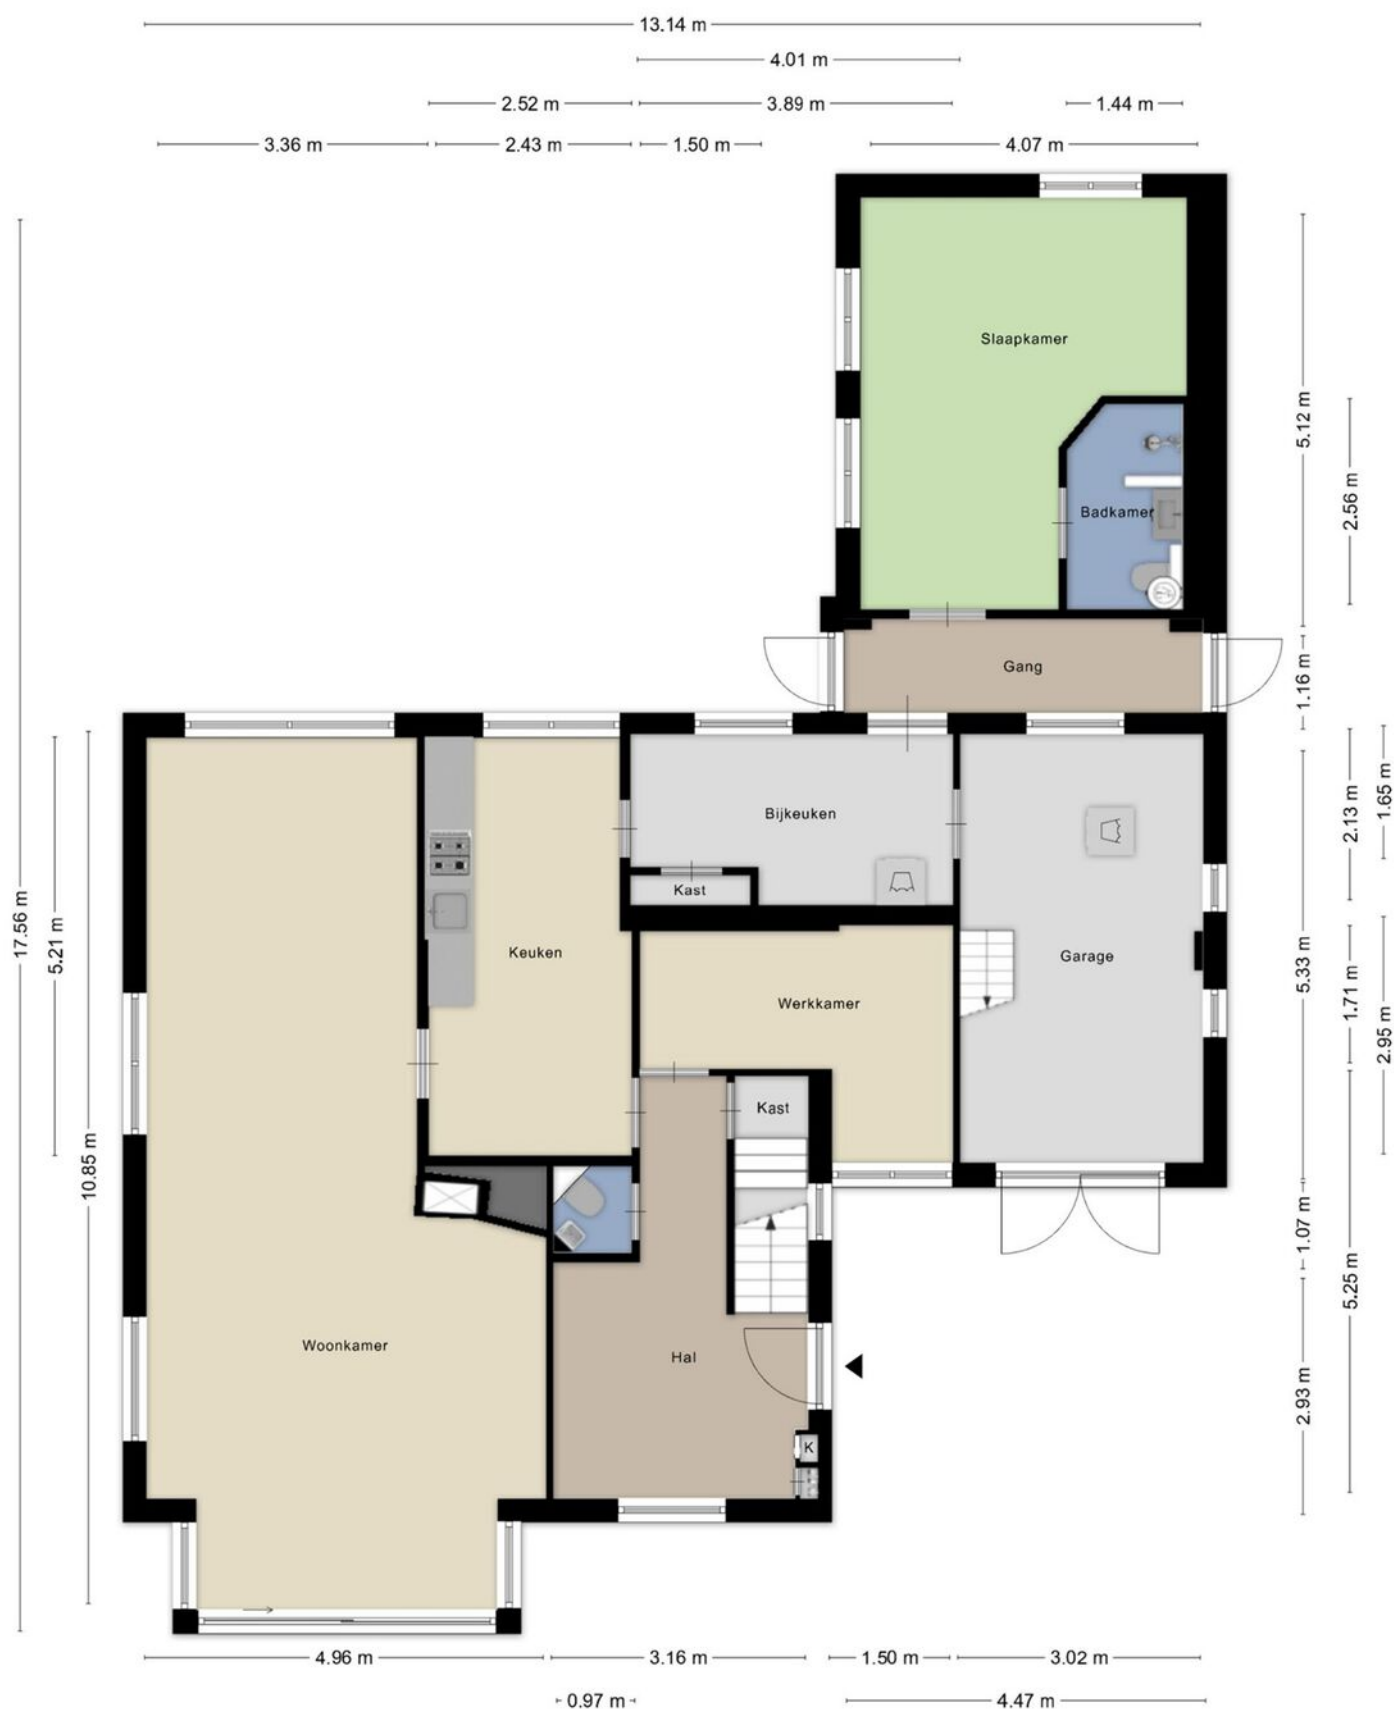 13.14 m
4.01 m
2.52 m
3.89 m
1.44 m
3.36 m
2.43 m
1.50 m
4.07 m
Slaapkamer
5.12 m
2.56 m
Badkamer
Gang
1.16 m
17.56 m
5.21 m
10.85 m
Bijkeuken
Kast
Keuken
Werkkamer
Garage
Kast
2.13 m
1.65 m
5.33 m
1.71 m
2.95 m
1.07 m
5.25 m
2.93 m
Woonkamer
Hal
K
4.96 m
3.16 m
1.50 m
3.02 m
0.97 m
4.47 m